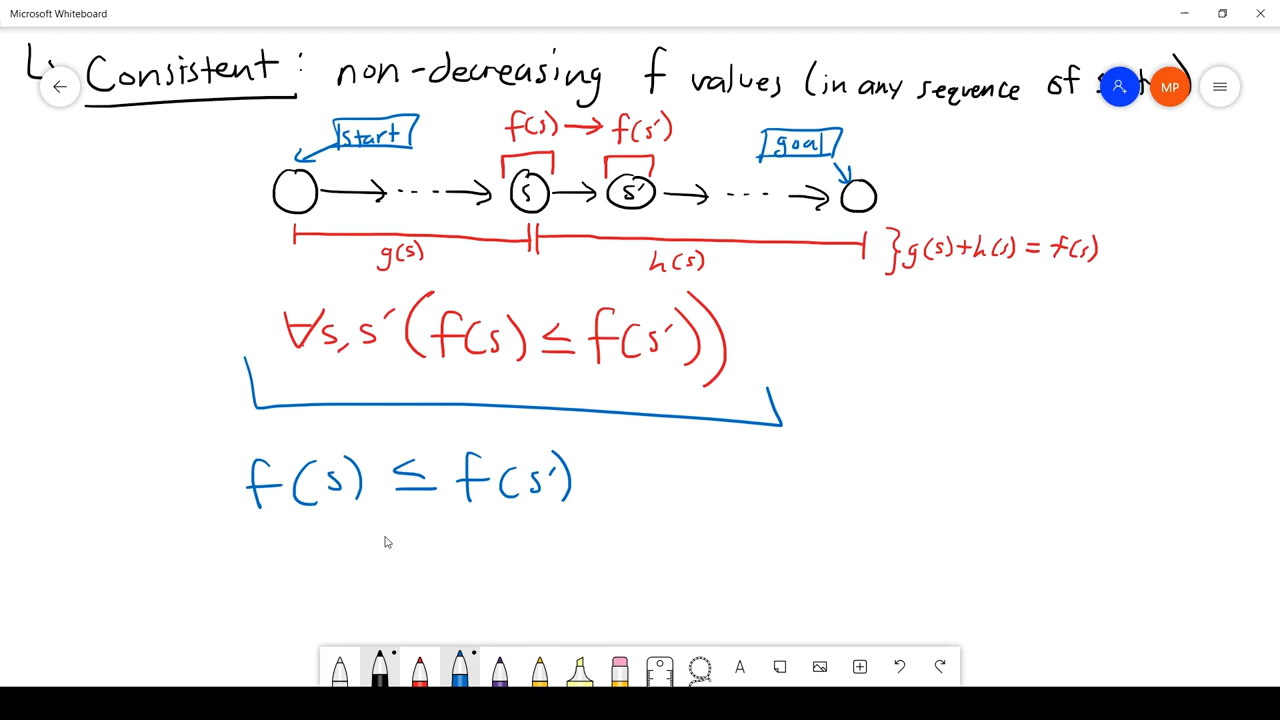 Microsoft Whiteboard
Consistent: non-decreasing f values (in any sequence of
MP
f(s) → f(s′)
start
goal
s s′
g(s) h(s) } g(s) + h(s) = f(s)
∀s, s′ (f(s) ≤ f(s′))
f(s) ≤ f(s′)
A